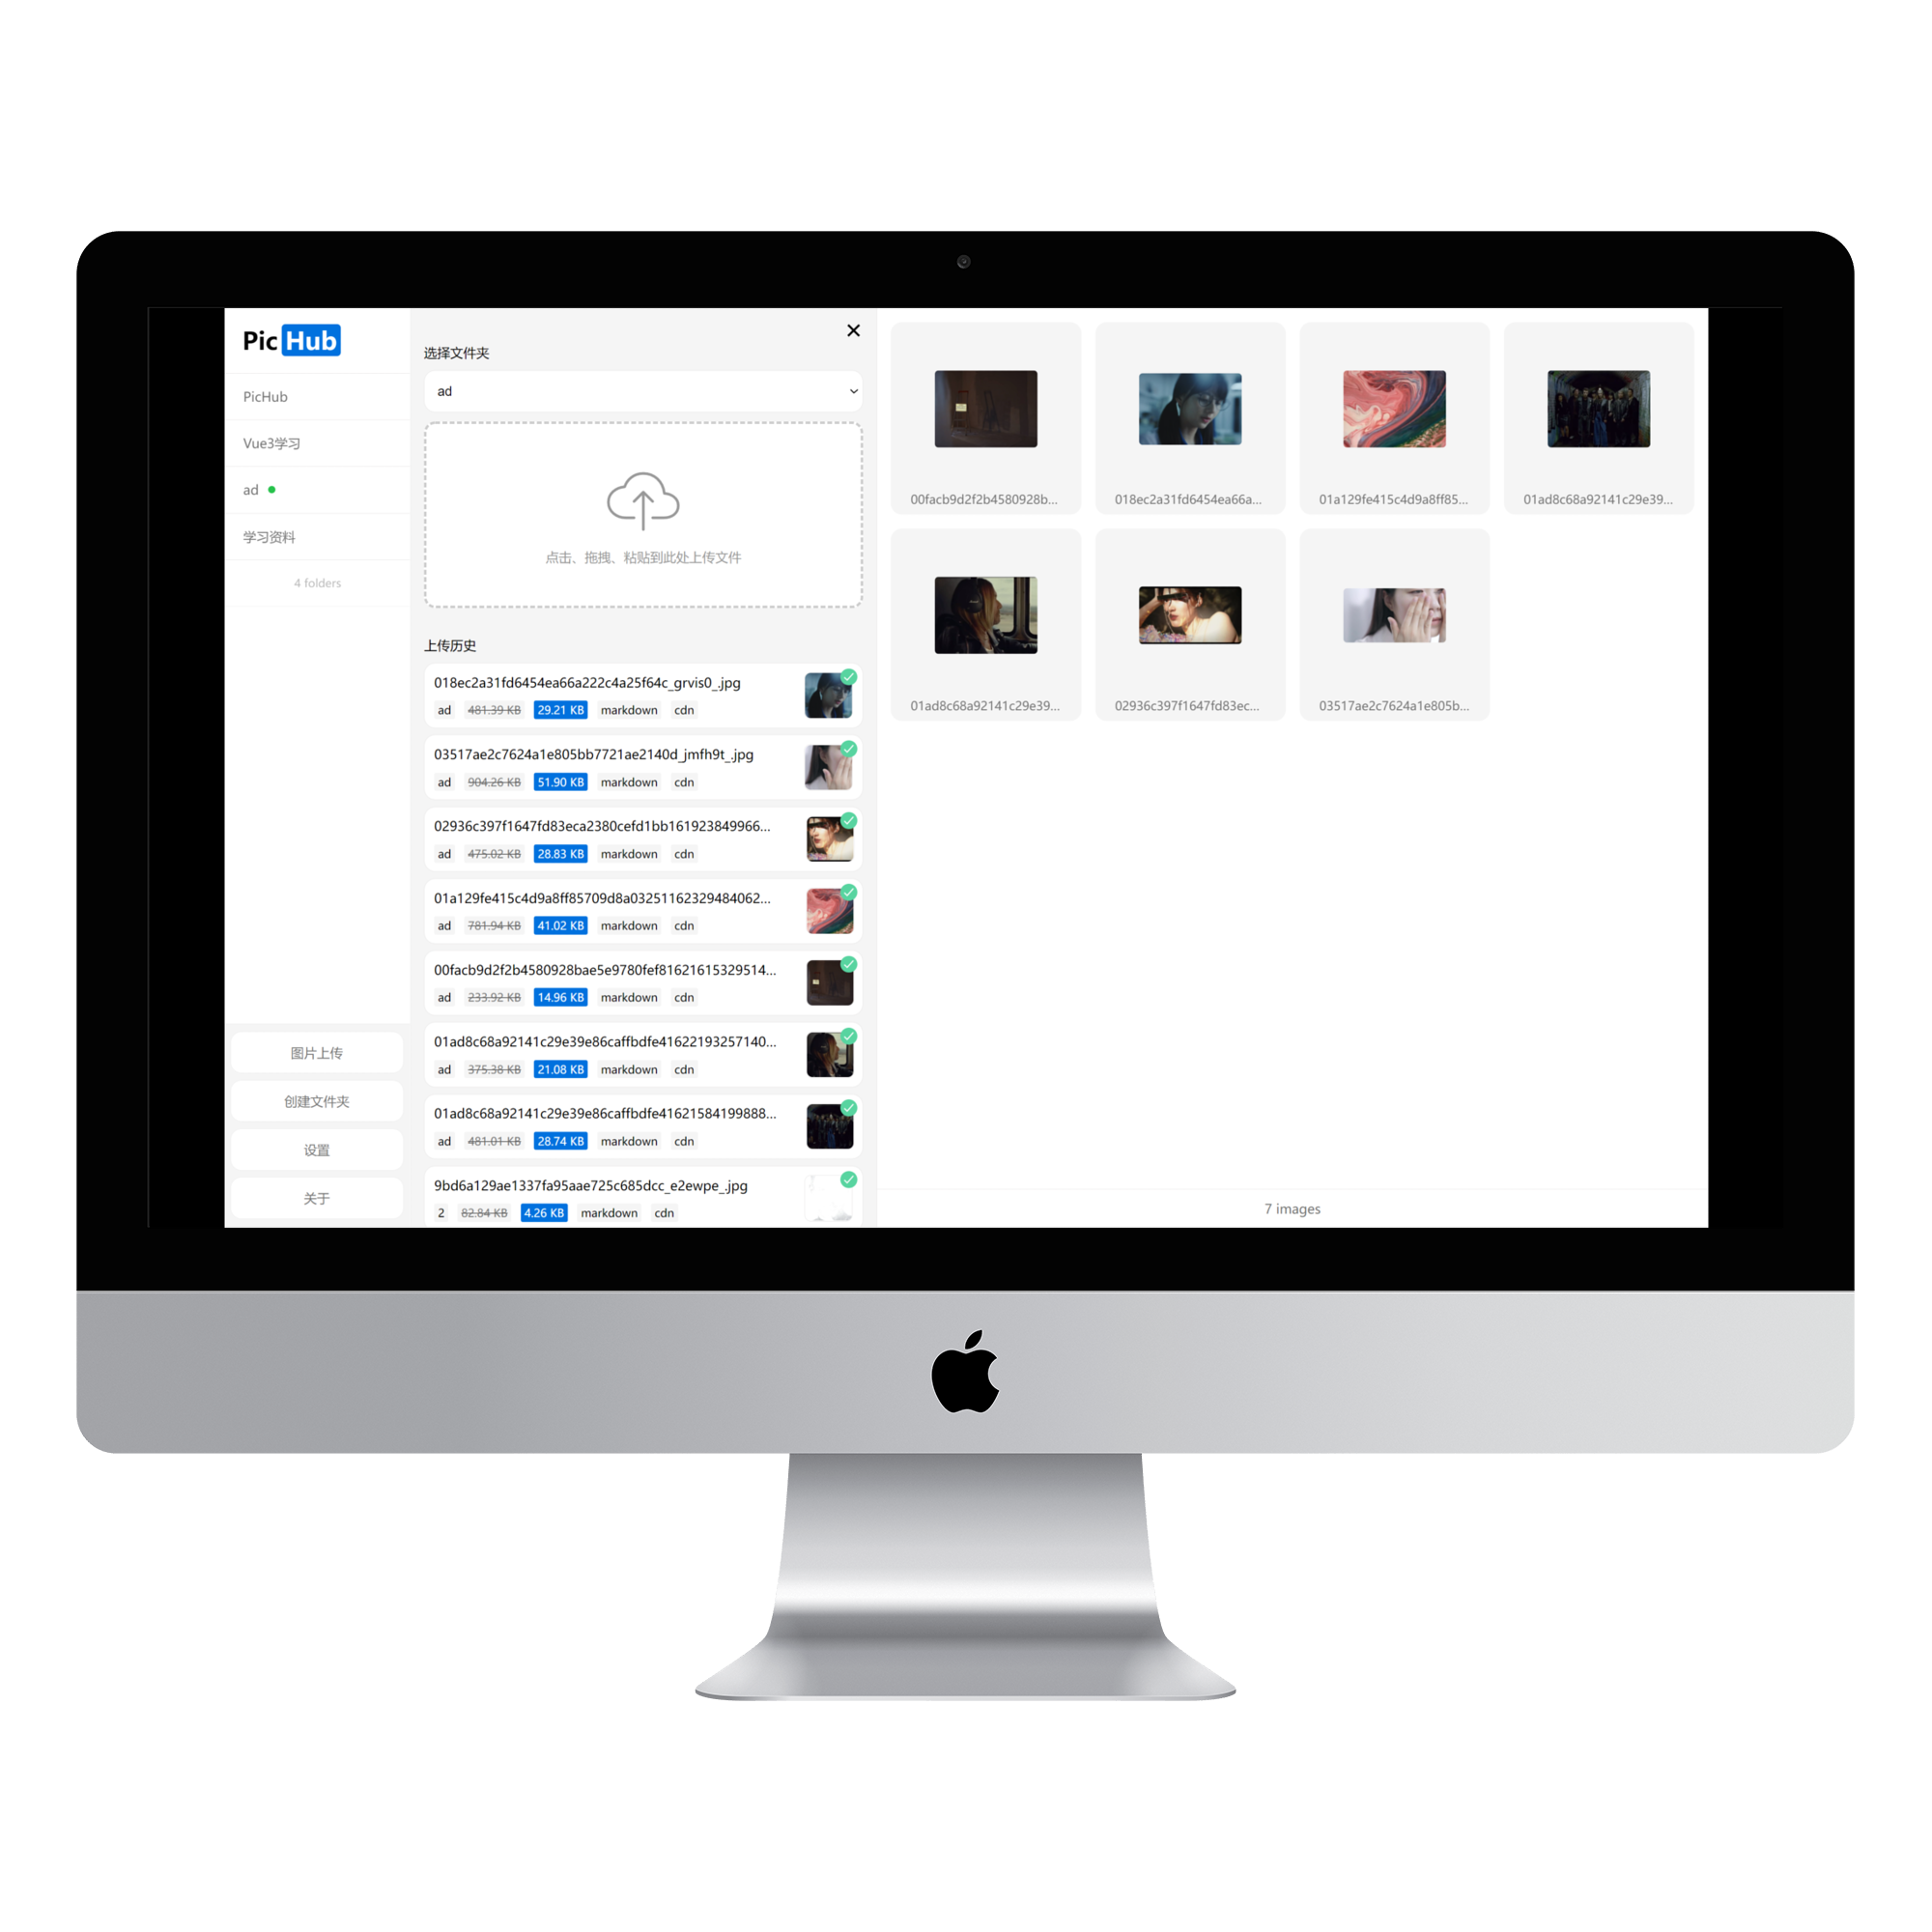 Pic Hub
PicHub
Vue3学习
ad
学习资料
4 folders
图片上传
创建文件夹
设置
关于
选择文件夹
ad
点击、拖拽、粘贴到此处上传文件
上传历史
018ec2a31fd6454ea66a222c4a25f64c_grvis0_.jpg
ad 481.39 KB 29.21 KB markdown cdn
03517ae2c7624a1e805bb7721ae2140d_jmfh9t_.jpg
ad 904.26 KB 51.90 KB markdown cdn
02936c397f1647fd83eca2380cefd1bb161923849966...
ad 475.02 KB 28.83 KB markdown cdn
01a129fe415c4d9a8ff85709d8a03251162329484062...
ad 781.94 KB 41.02 KB markdown cdn
00facb9d2f2b4580928bae5e9780fef81621615329514...
ad 233.92 KB 14.96 KB markdown cdn
01ad8c68a92141c29e39e86caffbdfe41622193257140...
ad 375.38 KB 21.08 KB markdown cdn
01ad8c68a92141c29e39e86caffbdfe41621584199888...
ad 481.01 KB 28.74 KB markdown cdn
9bd6a129ae1337fa95aae725c685dcc_e2ewpe_.jpg
2 82.84 KB 4.26 KB markdown cdn
00facb9d2f2b4580928b...
018ec2a31fd6454ea66a...
01a129fe415c4d9a8ff85...
01ad8c68a92141c29e39...
01ad8c68a92141c29e39...
02936c397f1647fd83ec...
03517ae2c7624a1e805b...
7 images